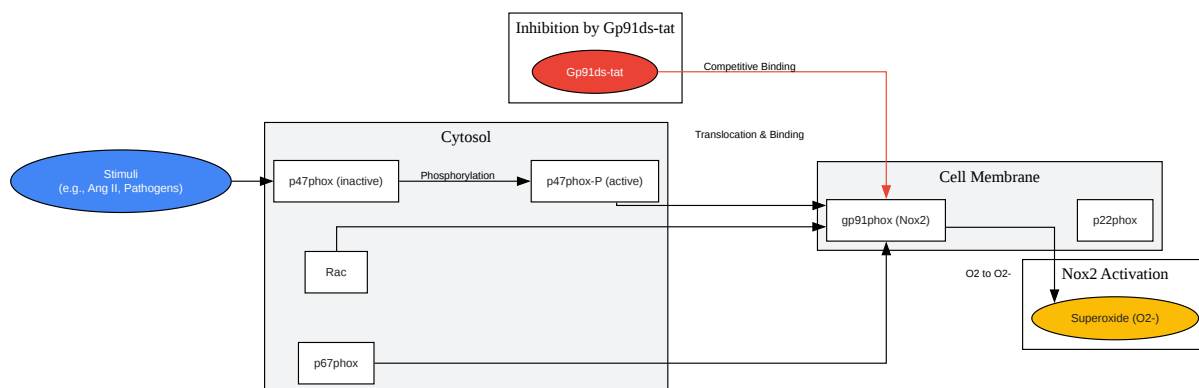 Inhibition by Gp91ds-tat
Gp91ds-tat
Competitive Binding
Translocation & Binding
Cytosol
Stimuli
(e.g., Ang II, Pathogens)
p47phox (inactive)
Phosphorylation
p47phox-P (active)
Rac
p67phox
Cell Membrane
gp91phox (Nox2)
p22phox
O2 to O2-
Nox2 Activation
Superoxide (O2-)